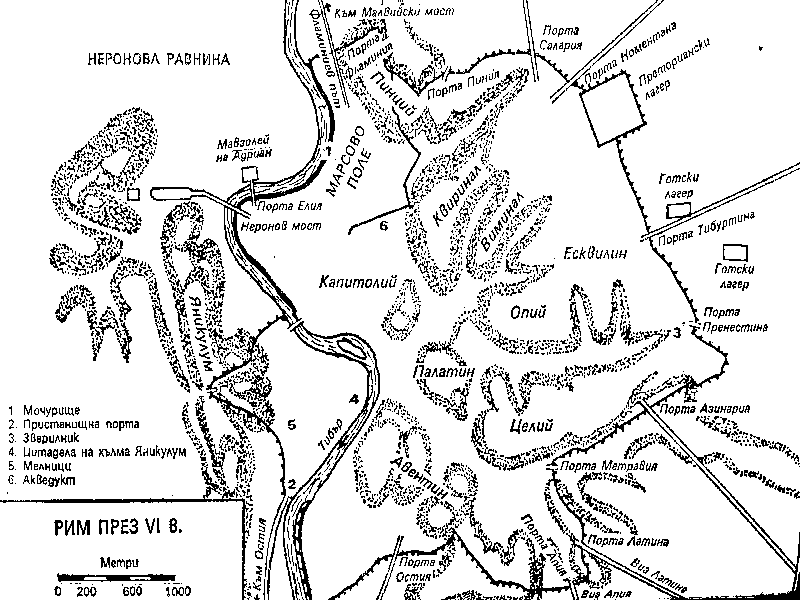 Към Малвийски мост
Фламиниев път
Порта
Фламиния
НЕРОНОВА РАВНИНА
Порта
Салария
Порта Номентана
Преториански
лагер
Пинций
Порта Пинция
Мавзолей
на Адриан
1
МАРСОВО
ПОЛЕ
Порта Елия
Неронов мост
6
Квиринал
Виминал
Готски
лагер
Порта Тибуртина
Есквилин
Готски
лагер
Капитолий
Яникулум
Опий
Порта
Пренестина
3
Палатин
4
Порта Азинария
Целий
5
Тибър
1 Мочурище
2. Пристанищна порта
3. Зверилник
4. Цитадела на хълма Яникулум
5. Мелници
6. Акведукт
Авентин
Порта Метравия
2
РИМ ПРЕЗ VI В.
Метри
0 200 600 1000
Към Остия
Порта
Остия
Порта
Апия
Порта Латина
Виа Латина
Виа Апия